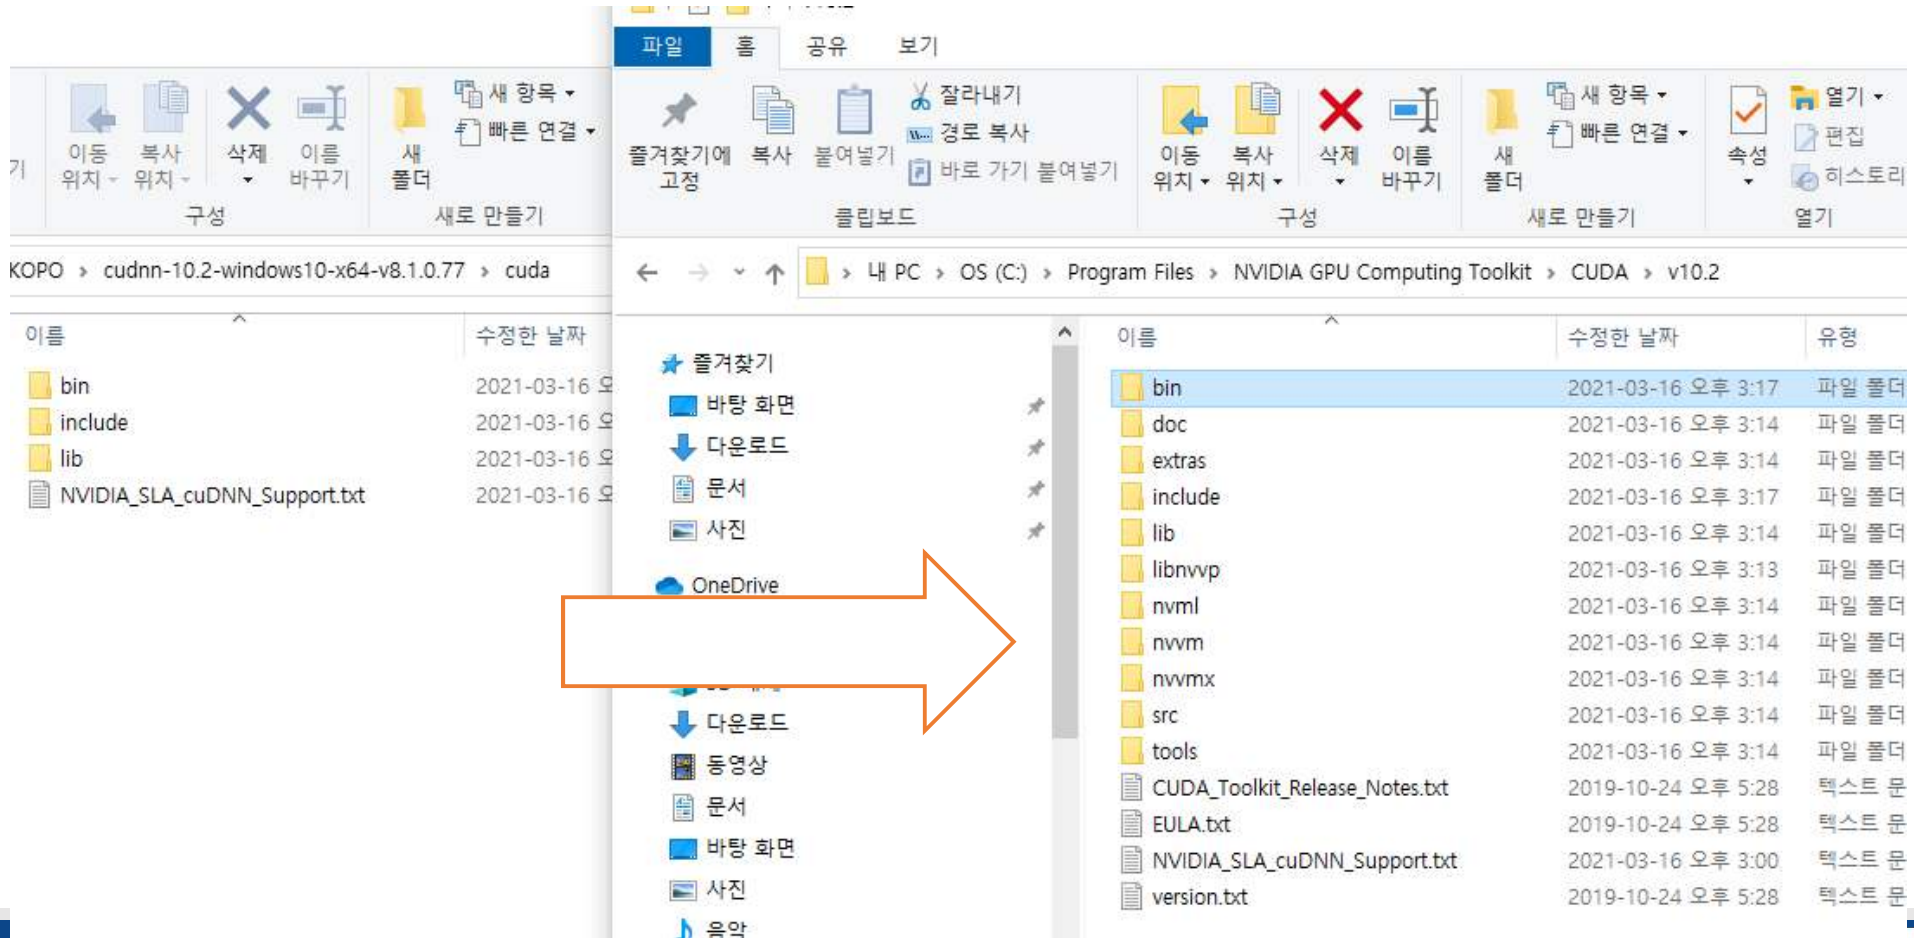 파일 홈 공유 보기
이동 위치 복사 위치 삭제 이름 바꾸기 새 폴더 새 항목 빠른 연결
구성 새로 만들기
즐겨찾기에 고정 복사 붙여넣기 잘라내기 경로 복사 바로 가기 붙여넣기 이동 위치 복사 위치 삭제 이름 바꾸기 새 폴더 새 항목 빠른 연결 속성 열기 편집 히스토리
클립보드 구성 새로 만들기 열기
KOPO > cudnn-10.2-windows10-x64-v8.1.0.77 > cuda
내 PC > OS (C:) > Program Files > NVIDIA GPU Computing Toolkit > CUDA > v10.2
이름 수정한 날짜
bin 2021-03-16 오
include 2021-03-16 오
lib 2021-03-16 오
NVIDIA_SLA_cuDNN_Support.txt 2021-03-16 오
즐겨찾기
바탕 화면
다운로드
문서
사진
OneDrive
다운로드
동영상
문서
바탕 화면
사진
음악
이름 수정한 날짜 유형
bin 2021-03-16 오후 3:17 파일 폴더
doc 2021-03-16 오후 3:14 파일 폴더
extras 2021-03-16 오후 3:14 파일 폴더
include 2021-03-16 오후 3:17 파일 폴더
lib 2021-03-16 오후 3:14 파일 폴더
libnvvp 2021-03-16 오후 3:13 파일 폴더
nvml 2021-03-16 오후 3:14 파일 폴더
nvvm 2021-03-16 오후 3:14 파일 폴더
nvvmx 2021-03-16 오후 3:14 파일 폴더
src 2021-03-16 오후 3:14 파일 폴더
tools 2021-03-16 오후 3:14 파일 폴더
CUDA_Toolkit_Release_Notes.txt 2019-10-24 오후 5:28 텍스트 문
EULA.txt 2019-10-24 오후 5:28 텍스트 문
NVIDIA_SLA_cuDNN_Support.txt 2021-03-16 오후 3:00 텍스트 문
version.txt 2019-10-24 오후 5:28 텍스트 문